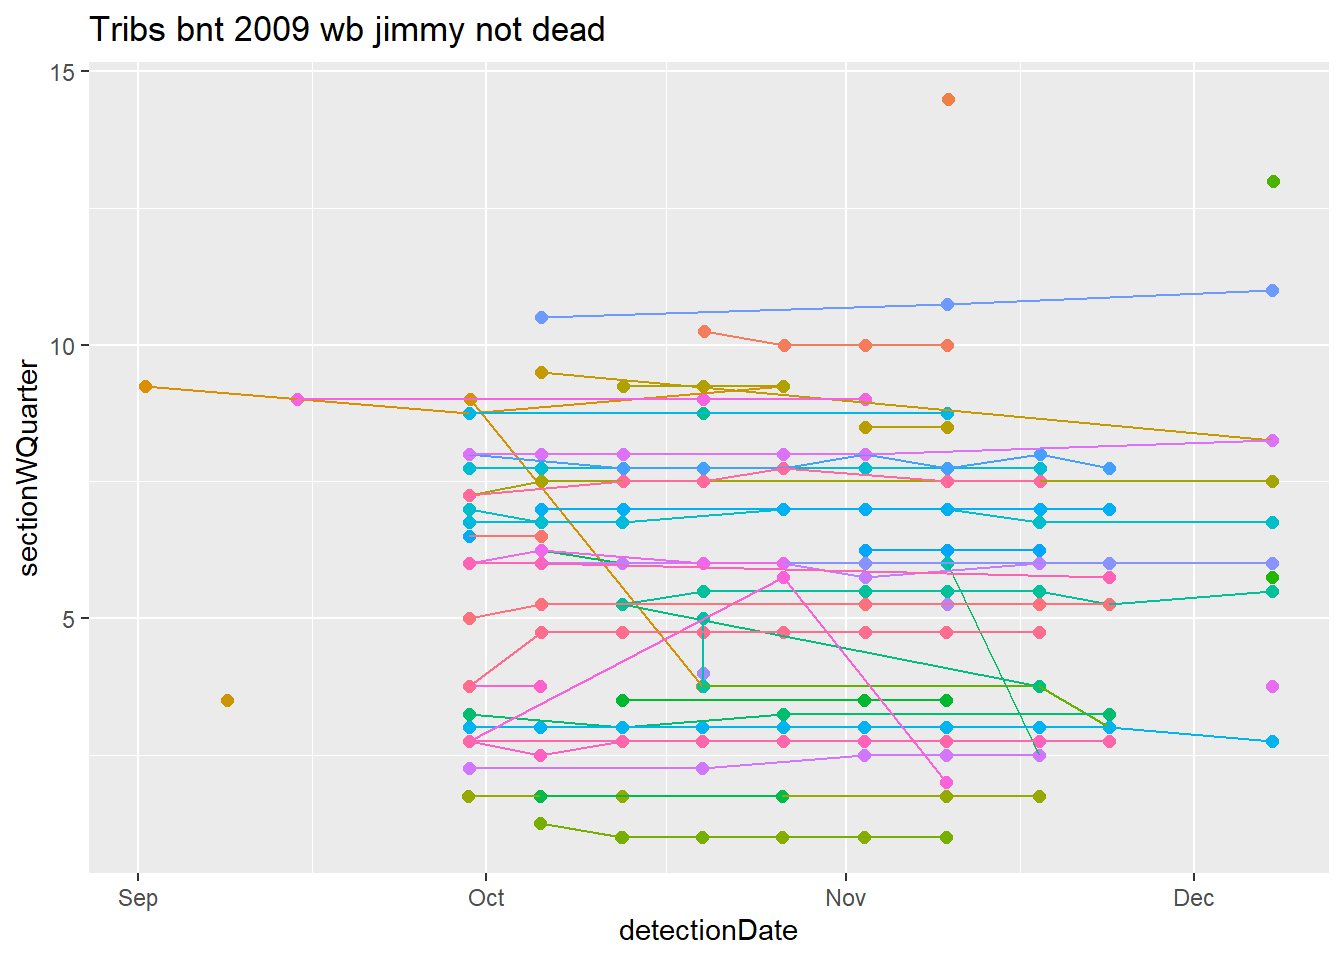 Tribs bnt 2009 wb jimmy not dead
15
10
5
sectionWQuarter
Sep Oct Nov Dec
detectionDate